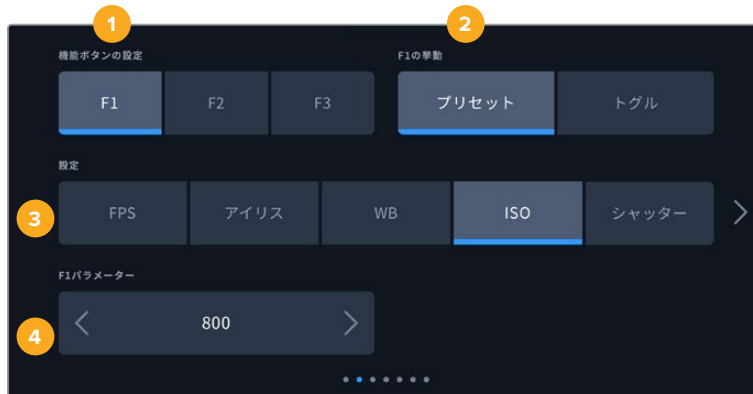 1 2
機能ボタンの設定 F1の挙動
F1 F2 F3 プリセット トグル
設定
3 FPS アイリス WB ISO シャッター
F1パラメーター
4 800